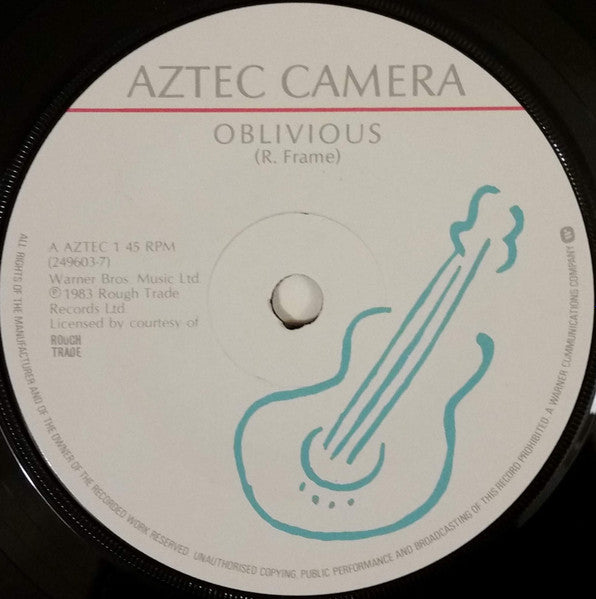 AZTEC CAMERA
OBLIVIOUS
(R. Frame)
A AZTEC 1 45 RPM
(249603-7)
Warner Bros. Music Ltd.
℗1983 Rough Trade
Records Ltd
Licensed by courtesy of
ROUGH
TRADE
ALL RIGHTS OF THE MANUFACTURER AND OF THE OWNER OF THE RECORDED WORK RESERVED. UNAUTHORISED COPYING, PUBLIC PERFORMANCE AND BROADCASTING OF THIS RECORD PROHIBITED. A WARNER COMMUNICATIONS COMPANY